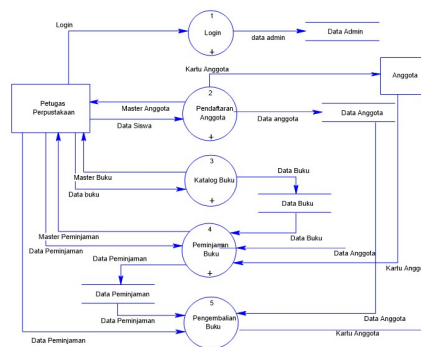 1
Login
Login
data admin
Data Admin
Kartu Anggota
Anggota
2
Petugas
Perpustakaan
Master Anggota
Pendaftaran
Anggota
Data anggota
Data Anggota
Data Siswa
3
Master Buku
Katalog Buku
Data Buku
Data buku
Data Buku
4
Master Peminjaman
Peminjaman
Buku
Data Buku
Data Peminjaman
Data Anggota
Data Peminjaman
Kartu Anggo
Data Peminjaman
5
Data Peminjaman
Pengembalian
Buku
Data Anggota
Kartu Anggota
Data Peminjaman